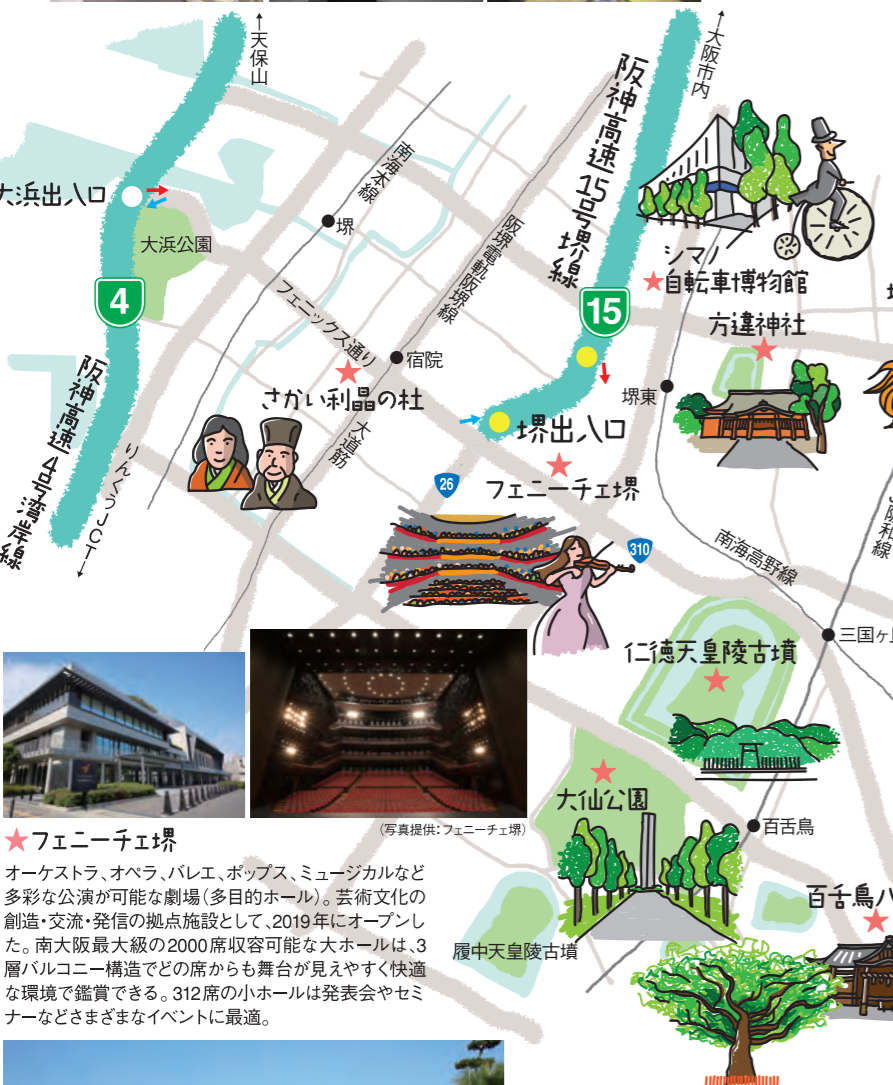 ↑天保山
↑大阪市内
阪神高速15号堺線
南海本線
大浜出入口
大浜公園
堺
阪堺電軌阪堺線
シマノ
★自転車博物館
4
15
方違神社
フェニックス通り
宿院
さかい利晶の杜
堺東
阪神高速4号湾岸線
りんくうJCT→
大道筋
堺出入口
26
フェニーチェ堺
310
阪和線
南海高野線
三国ヶ
仁徳天皇陵古墳
大仙公園
百舌鳥
百舌鳥八
履中天皇陵古墳
(写真提供:フェニーチェ堺)
★フェニーチェ堺
オーケストラ、オペラ、バレエ、ポップス、ミュージカルなど
多彩な公演が可能な劇場(多目的ホール)。芸術文化の
創造・交流・発信の拠点施設として、2019年にオープンし
た。南大阪最大級の2000席収容可能な大ホールは、3
層バルコニー構造でどの席からも舞台が見えやすく快適
な環境で鑑賞できる。312席の小ホールは発表会やセミ
ナーなどさまざまなイベントに最適。